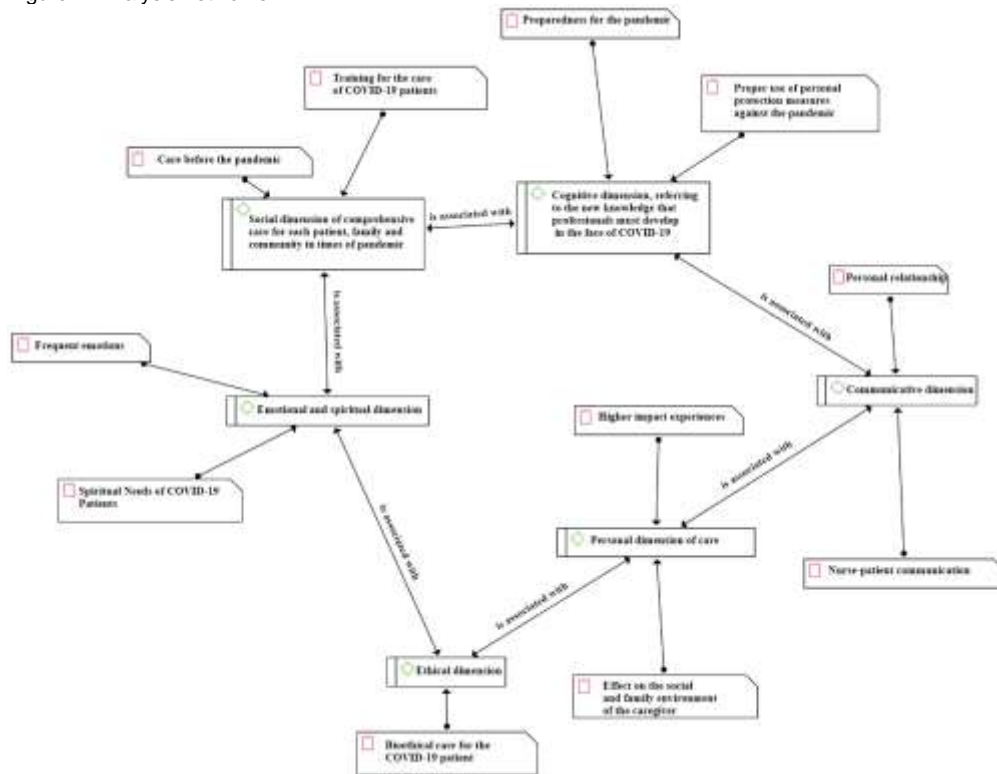 Preparedness for the pandemic
Training for the care
of COVID-19 patients
Proper use of personal
protection measures
against the pandemic
Care before the pandemic
Social dimension of comprehensive
care for each patient, family and
community in times of pandemic
is associated with
Cognitive dimension, referring
to the new knowledge that
professionals must develop
in the face of COVID-19
Personal relationship
is associated with
is associated with
Frequent emotions
Emotional and spiritual dimension
Communicative dimension
Higher impact experiences
is associated with
Spiritual Needs of COVID-19
Patients
is associated with
Personal dimension of care
Nurse-patient communication
is associated with
Ethical dimension
Effect on the social
and family environment
of the caregiver
Bioethical care for the
COVID-19 patient